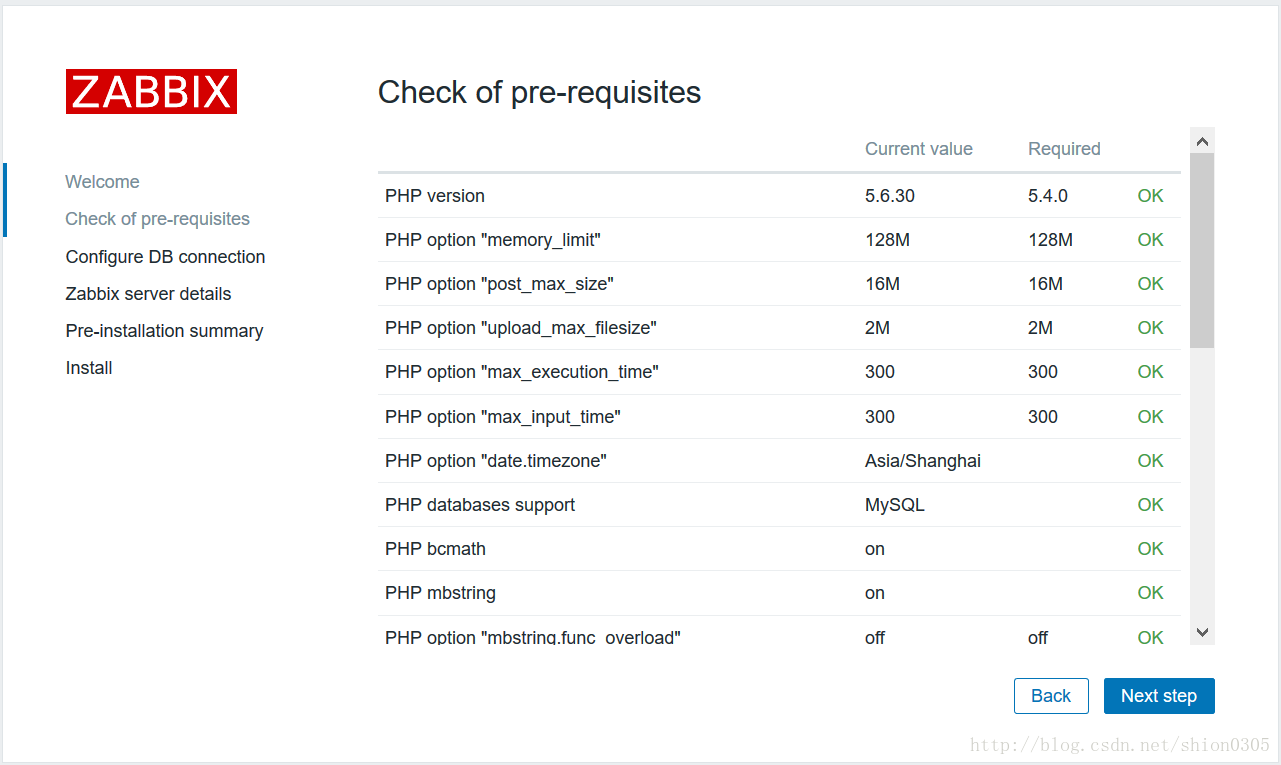 ZABBIX
Check of pre-requisites
Welcome
Check of pre-requisites
Configure DB connection
Zabbix server details
Pre-installation summary
Install
Current value Required
PHP version 5.6.30 5.4.0 OK
PHP option "memory_limit" 128M 128M OK
PHP option "post_max_size" 16M 16M OK
PHP option "upload_max_filesize" 2M 2M OK
PHP option "max_execution_time" 300 300 OK
PHP option "max_input_time" 300 300 OK
PHP option "date.timezone" Asia/Shanghai OK
PHP databases support MySQL OK
PHP bcmath on OK
PHP mbstring on OK
PHP option "mbstring.func_overload" off off OK
Back Next step
http://blog.csdn.net/shion0305